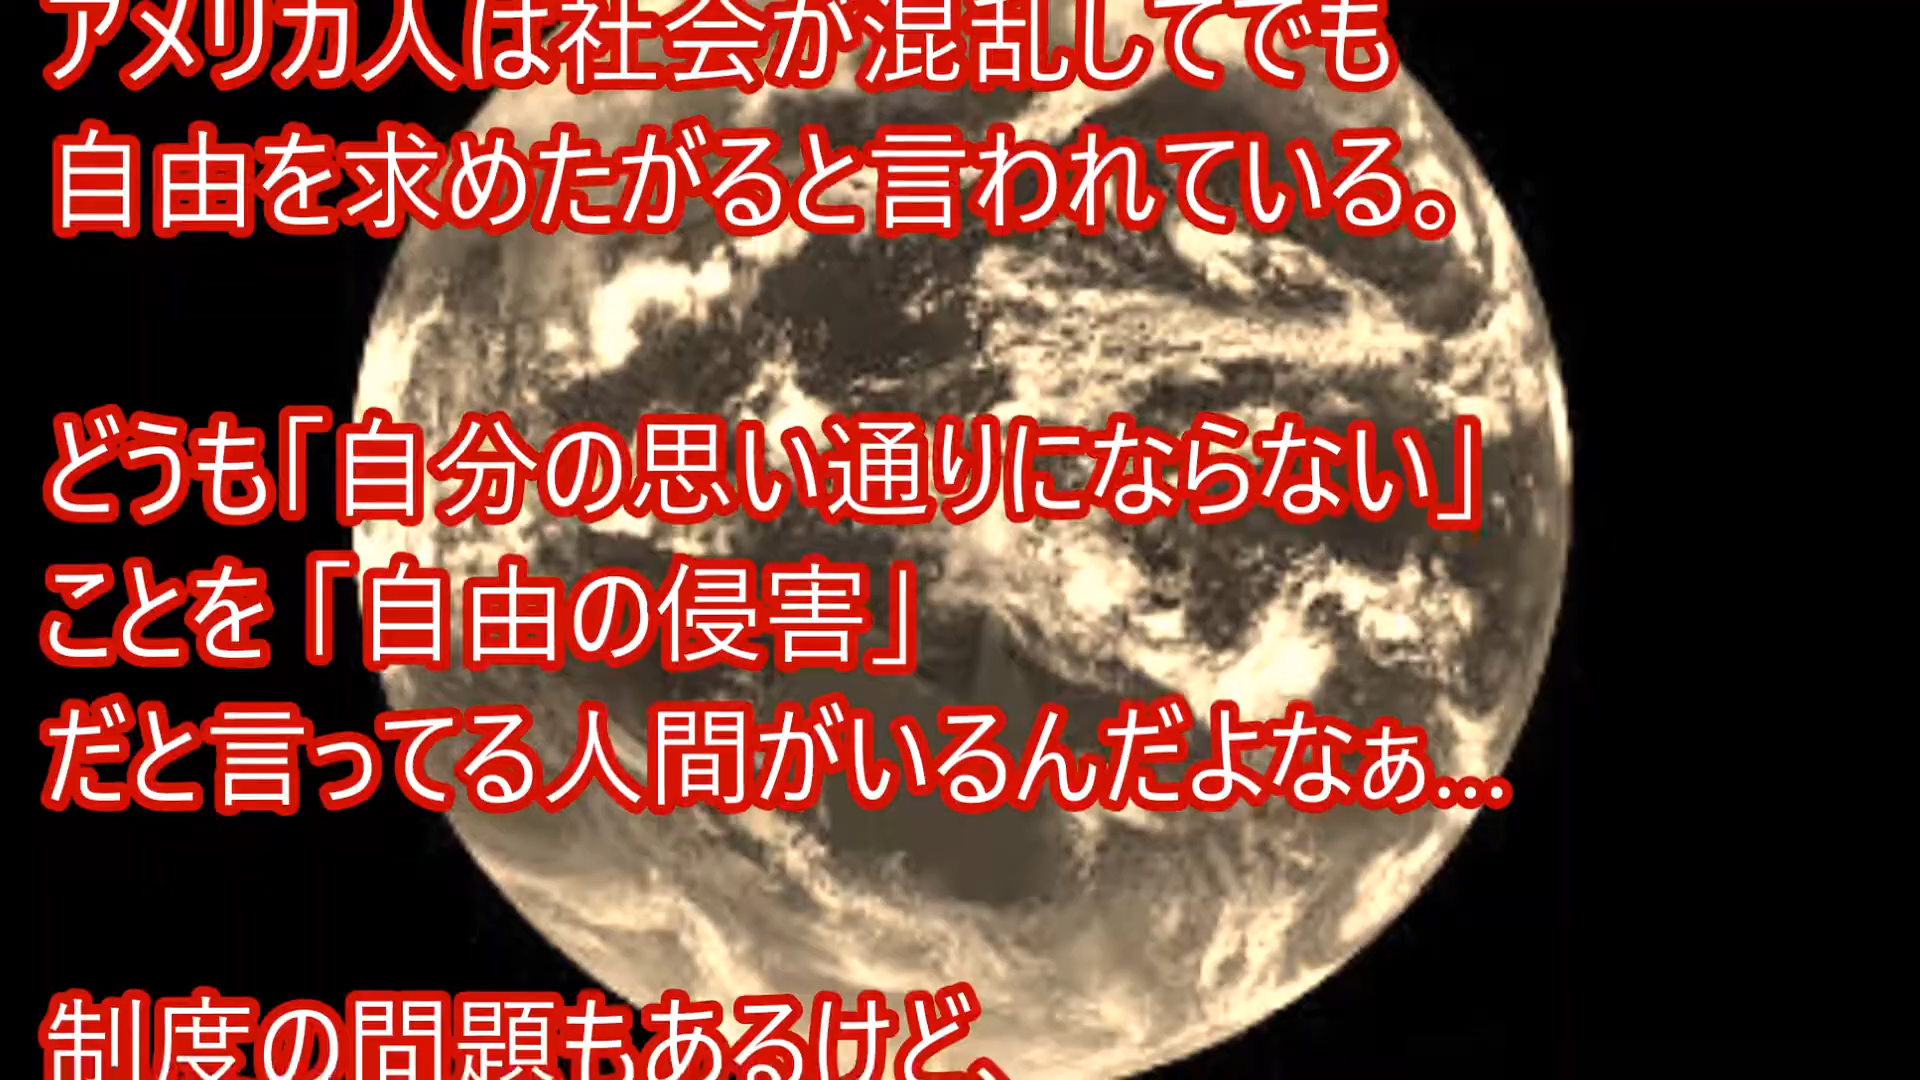 アメリカ人は社会が混乱してでも
自由を求めたがると言われている。
どうも「自分の思い通りにならない」
ことを「自由の侵害」
だと言ってる人間がいるんだよなぁ…
制度の問題もあるけど、